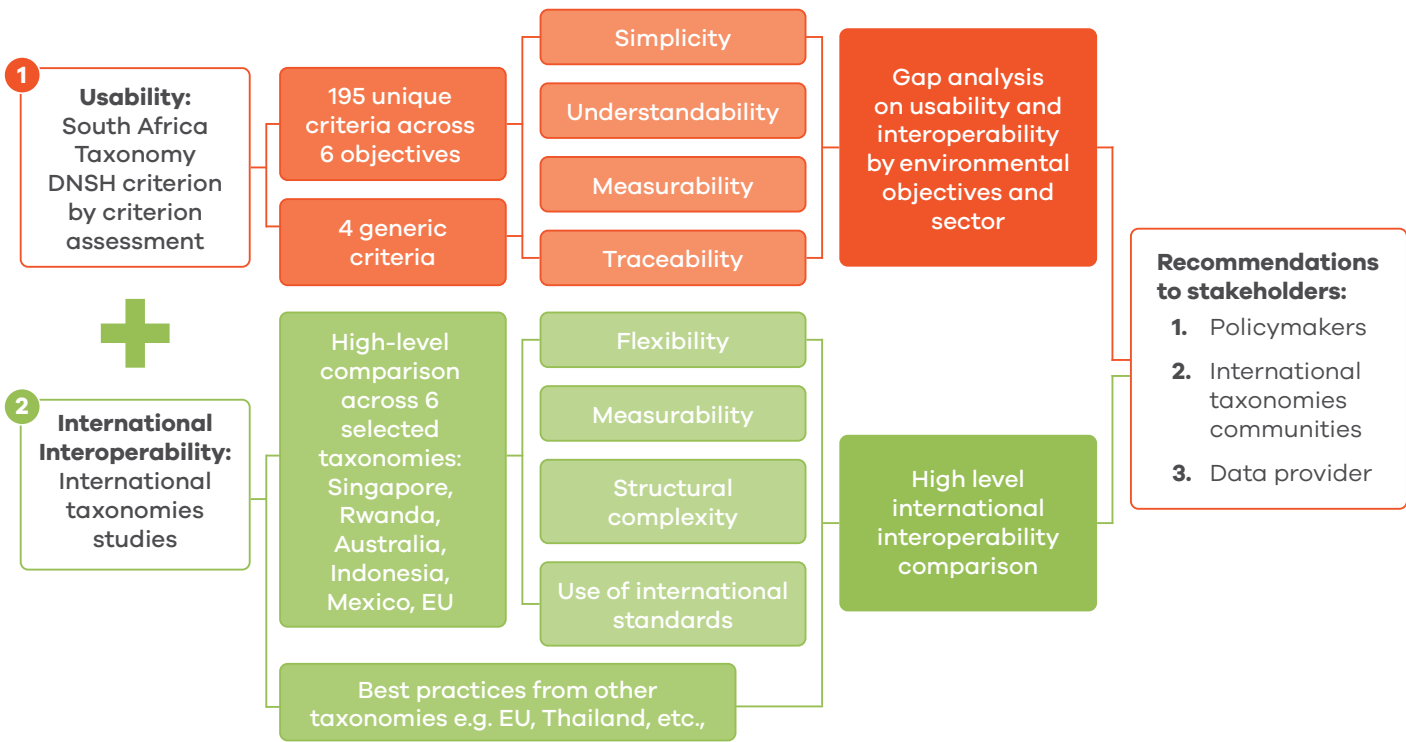 1
Usability:
South Africa
Taxonomy
DNSH criterion
by criterion
assessment
195 unique
criteria across
6 objectives
4 generic
criteria
Simplicity
Understandability
Measurability
Traceability
Gap analysis
on usability and
interoperability
by environmental
objectives and
sector
2
International
Interoperability:
International
taxonomies
studies
High-level
comparison
across 6
selected
taxonomies:
Singapore,
Rwanda,
Australia,
Indonesia,
Mexico, EU
Flexibility
Measurability
Structural
complexity
Use of international
standards
Best practices from other
taxonomies e.g. EU, Thailand, etc.,
High level
international
interoperability
comparison
Recommendations
to stakeholders:
1. Policymakers
2. International
taxonomies
communities
3. Data provider